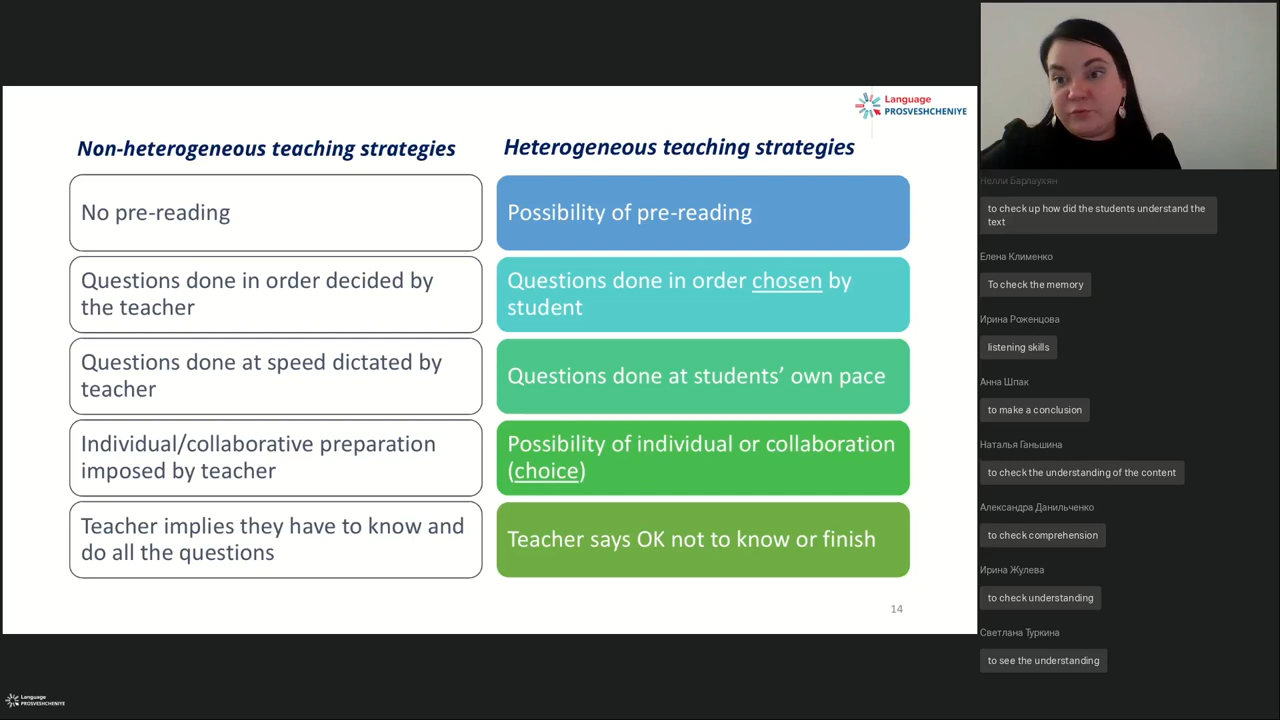 Language
PROSVESHCHENIYE
Non-heterogeneous teaching strategies
Heterogeneous teaching strategies
No pre-reading
Possibility of pre-reading
Questions done in order decided by
the teacher
Questions done in order chosen by
student
Questions done at speed dictated by
teacher
Questions done at students’ own pace
Individual/collaborative preparation
imposed by teacher
Possibility of individual or collaboration
(choice)
Teacher implies they have to know and
do all the questions
Teacher says OK not to know or finish
14
Нелли Барлаухян
to check up how did the students understand the
text
Елена Клименко
To check the memory
Ирина Роженцова
listening skills
Анна Шпак
to make a conclusion
Наталья Ганьшина
to check the understanding of the content
Александра Данильченко
to check comprehension
Ирина Жулева
to check understanding
Светлана Туркина
to see the understanding
Language
PROSVESHCHENIYE